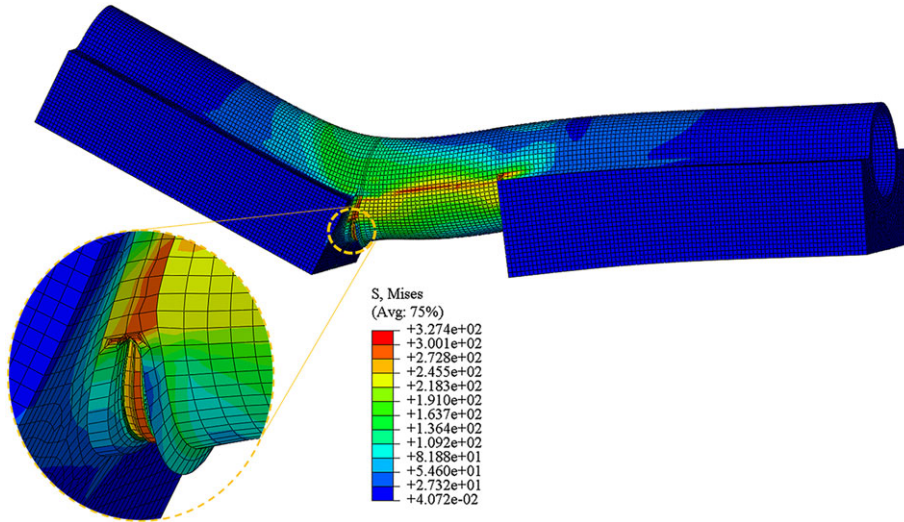 S, Mises
(Avg: 75%)
+3.274e+02
+3.001e+02
+2.728e+02
+2.455e+02
+2.183e+02
+1.910e+02
+1.637e+02
+1.364e+02
+1.092e+02
+8.188e+01
+5.460e+01
+2.732e+01
+4.072e-02